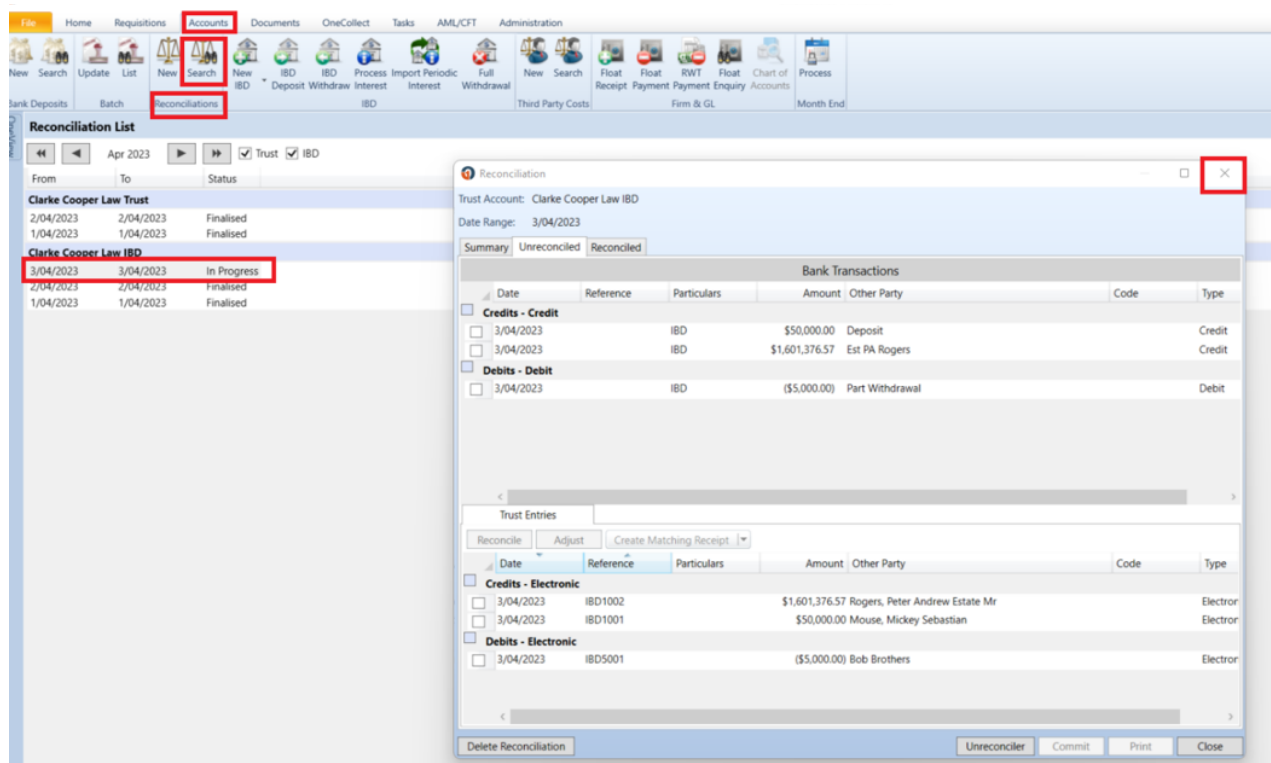 File Home Requisitions Accounts Documents OneCollect Tasks AML/CFT Administration
New Search Update List New Search New IBD IBD Deposit IBD Withdraw Process Interest Import Periodic Interest Full Withdrawal New Search Float Receipt Float Payment RWT Payment Float Enquiry Chart of Accounts Process
Bank Deposits Batch Reconciliations IBD Third Party Costs Firm & GL Month End
OneView
Reconciliation List
Apr 2023 Trust IBD
From To Status
Clarke Cooper Law Trust
2/04/2023 2/04/2023 Finalised
1/04/2023 1/04/2023 Finalised
Clarke Cooper Law IBD
3/04/2023 3/04/2023 In Progress
2/04/2023 2/04/2023 Finalised
1/04/2023 1/04/2023 Finalised
Reconciliation
Trust Account: Clarke Cooper Law IBD
Date Range: 3/04/2023
Summary Unreconciled Reconciled
Bank Transactions
Date Reference Particulars Amount Other Party Code Type
Credits - Credit
3/04/2023 IBD $50,000.00 Deposit Credit
3/04/2023 IBD $1,601,376.57 Est PA Rogers Credit
Debits - Debit
3/04/2023 IBD ($5,000.00) Part Withdrawal Debit
Trust Entries
Reconcile Adjust Create Matching Receipt
Date Reference Particulars Amount Other Party Code Type
Credits - Electronic
3/04/2023 IBD1002 $1,601,376.57 Rogers, Peter Andrew Estate Mr Electror
3/04/2023 IBD1001 $50,000.00 Mouse, Mickey Sebastian Electror
Debits - Electronic
3/04/2023 IBD5001 ($5,000.00) Bob Brothers Electror
Delete Reconciliation Unreconciler Commit Print Close